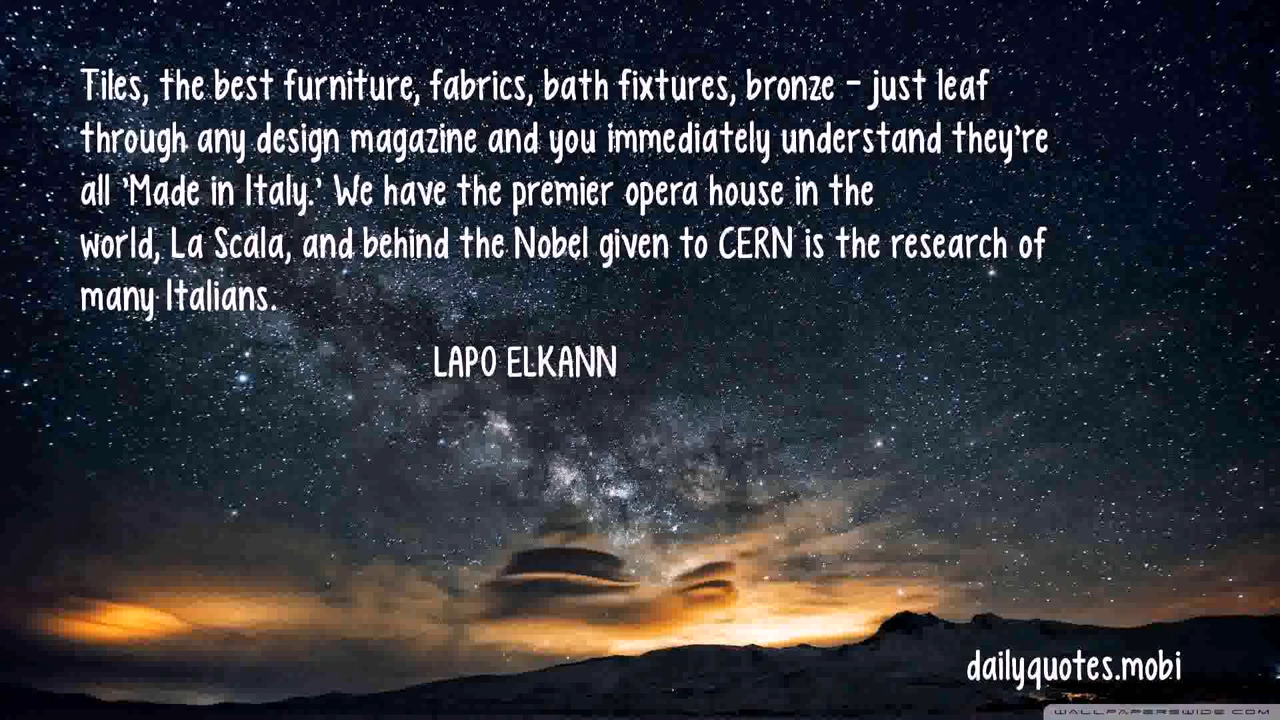 Tiles, the best furniture, fabrics, bath fixtures, bronze - just leaf
through any design magazine and you immediately understand they're
all 'Made in Italy.' We have the premier opera house in the
world, La Scala, and behind the Nobel given to CERN is the research of
many Italians.
LAPO ELKANN
dailyquotes.mobi
WALLPAPERSWIDE.COM